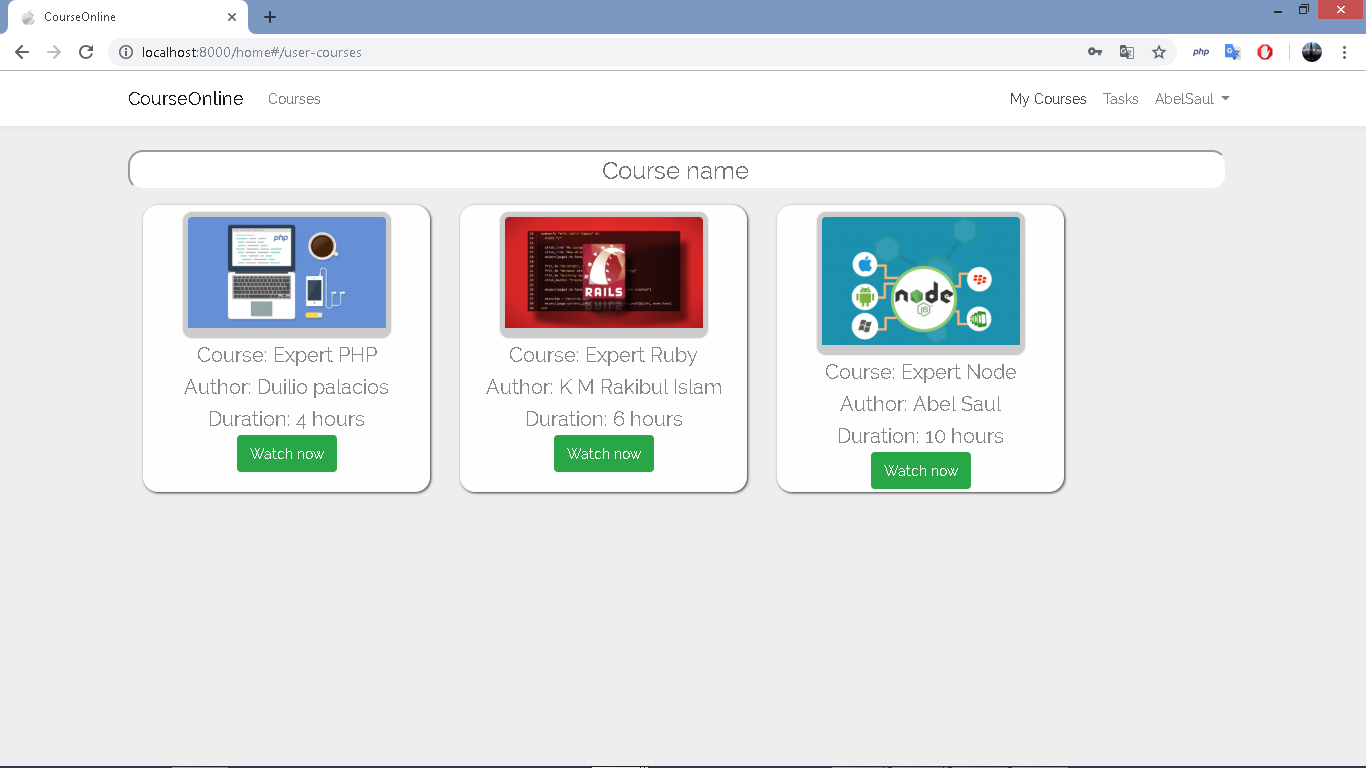 CourseOnline
localhost:8000/home#/user-courses
php
CourseOnline Courses My Courses Tasks AbelSaul
Course name
php
Course: Expert PHP
Author: Duilio palacios
Duration: 4 hours
Watch now
RAILS
Course: Expert Ruby
Author: K M Rakibul Islam
Duration: 6 hours
Watch now
node
JS
Course: Expert Node
Author: Abel Saul
Duration: 10 hours
Watch now